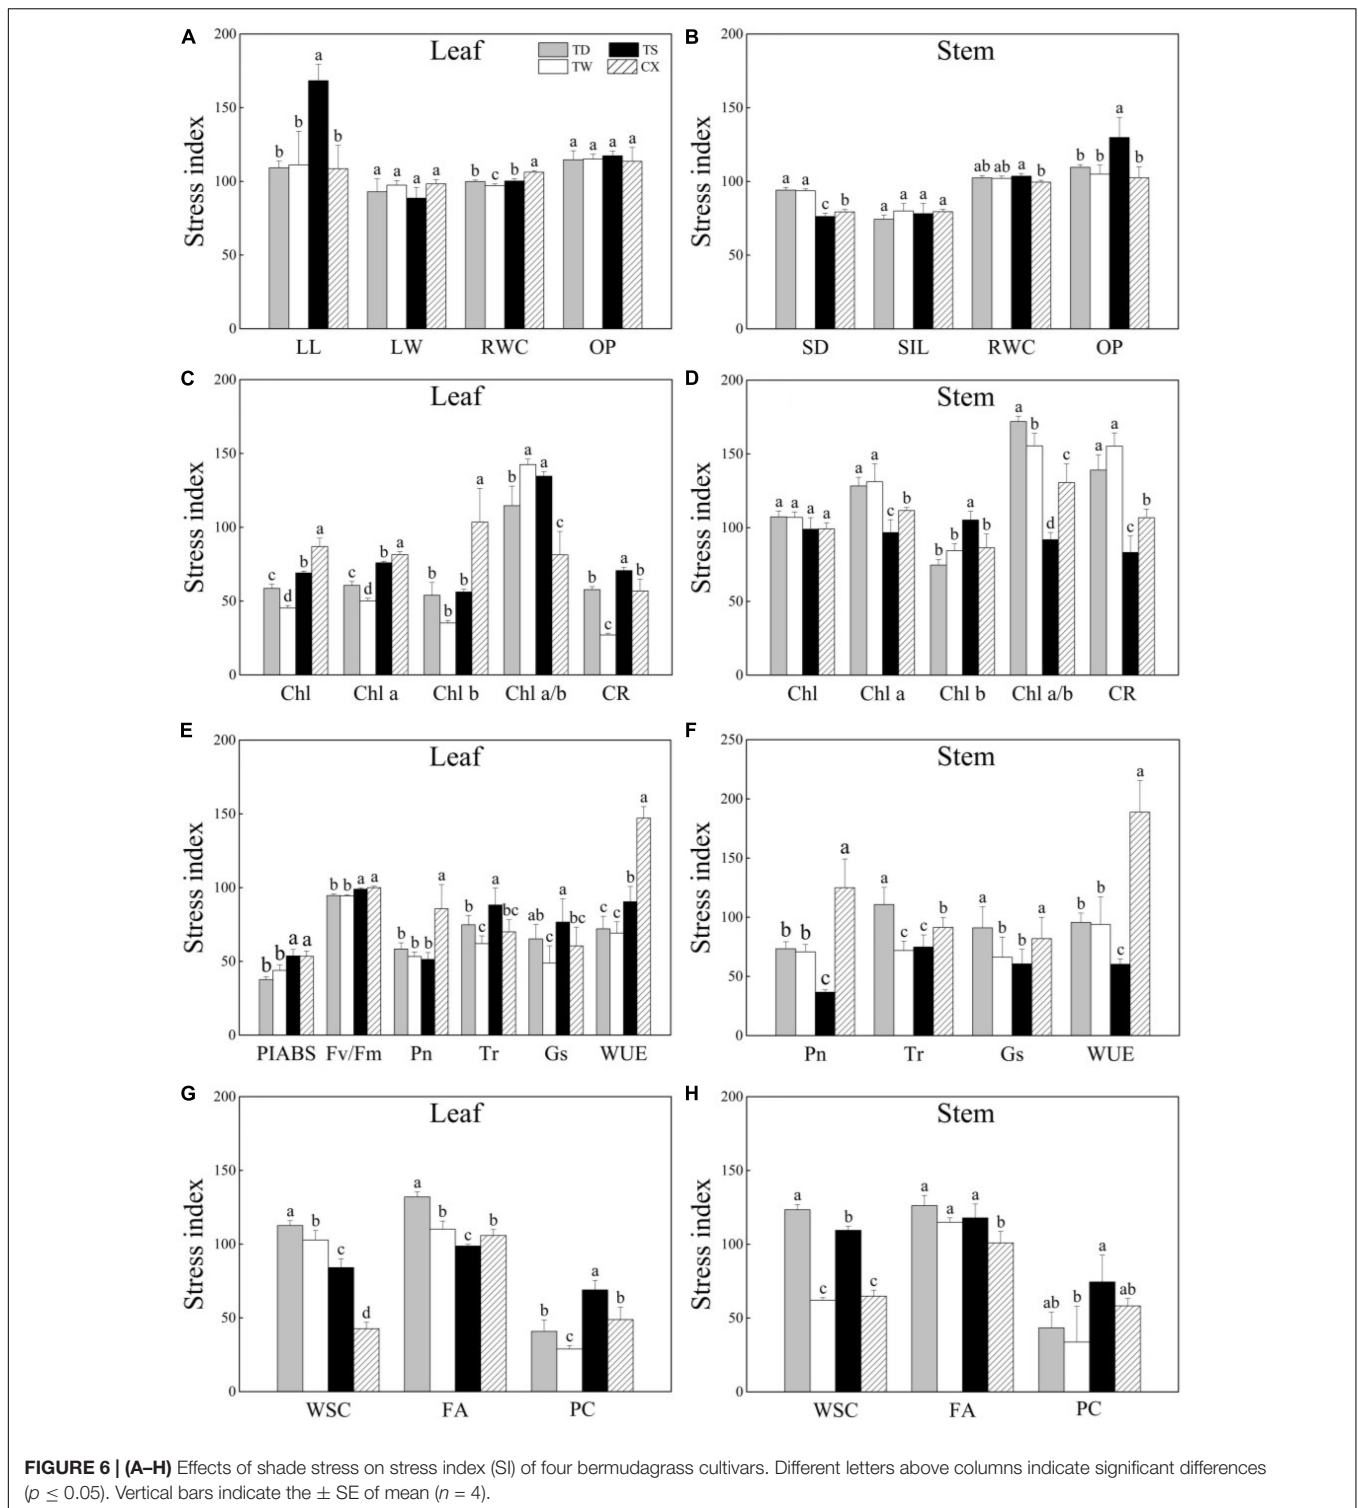 A Leaf
TD TS
TW CX
Stress index
200
150
100
50
0
b b a b
a a a a
b c b a
a a a a
LL LW RWC OP
B Stem
Stress index
200
150
100
50
0
a a c b
a a a a
ab ab a b
b b a b
SD SIL RWC OP
C Leaf
Stress index
200
150
100
50
0
c d b a
c d b a
b b b a
b a a c
b c a b
Chl Chl a Chl b Chl a/b CR
D Stem
Stress index
200
150
100
50
0
a a a a
a a c b
b b a b
a b d c
a a c b
Chl Chl a Chl b Chl a/b CR
E Leaf
Stress index
200
150
100
50
0
b b a a
b b a a
b b b a
b c a bc
ab c a bc
c c b a
PIABS Fv/Fm Pn Tr Gs WUE
F Stem
Stress index
250
200
150
100
50
0
b b c a
a c c b
a b b a
b b c a
Pn Tr Gs WUE
G Leaf
Stress index
200
150
100
50
0
a b c d
a b c b
b c a b
WSC FA PC
H Stem
Stress index
200
150
100
50
0
a c b c
a a a b
ab b a ab
WSC FA PC
FIGURE 6 | (A–H) Effects of shade stress on stress index (SI) of four bermudagrass cultivars. Different letters above columns indicate significant differences
(p ≤ 0.05). Vertical bars indicate the ± SE of mean (n = 4).